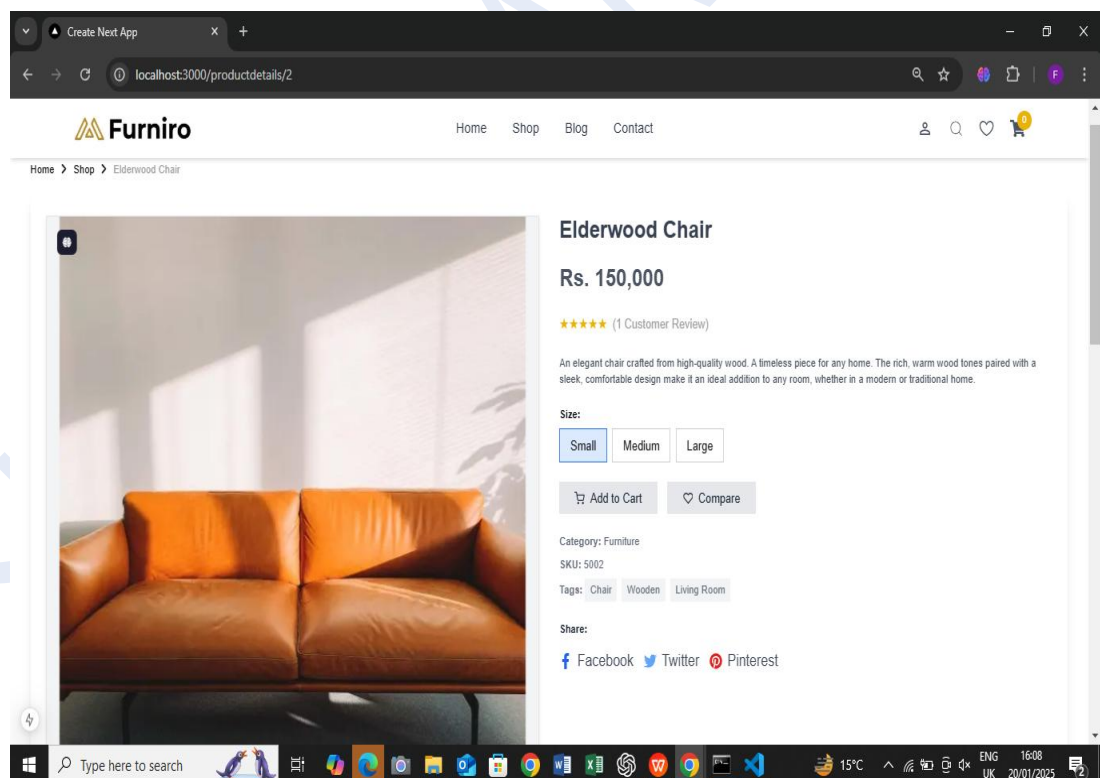 Create Next App
localhost:3000/productdetails/2
F
Furniro
Home Shop Blog Contact
0
Home > Shop > Elderwood Chair
Elderwood Chair
Rs. 150,000
★★★★★ (1 Customer Review)
An elegant chair crafted from high-quality wood. A timeless piece for any home. The rich, warm wood tones paired with a
sleek, comfortable design make it an ideal addition to any room, whether in a modern or traditional home.
Size:
Small Medium Large
Add to Cart Compare
Category: Furniture
SKU: 5002
Tags: Chair Wooden Living Room
Share:
Facebook Twitter Pinterest
Type here to search
15°C
ENG 16:08
UK 20/01/2025
2